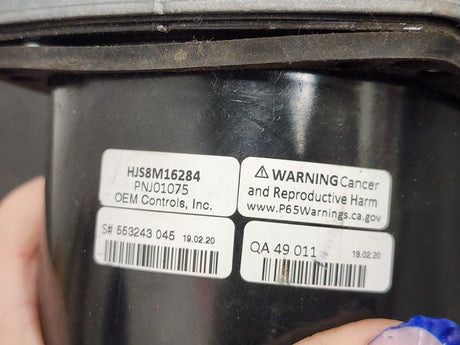 HJS8M16284
PNJ01075
OEM Controls, Inc.
⚠ WARNING Cancer
and Reproductive Harm
www.P65Warnings.ca.gov
S# 553243 045 19.02.20
QA 49 011 19.02.20